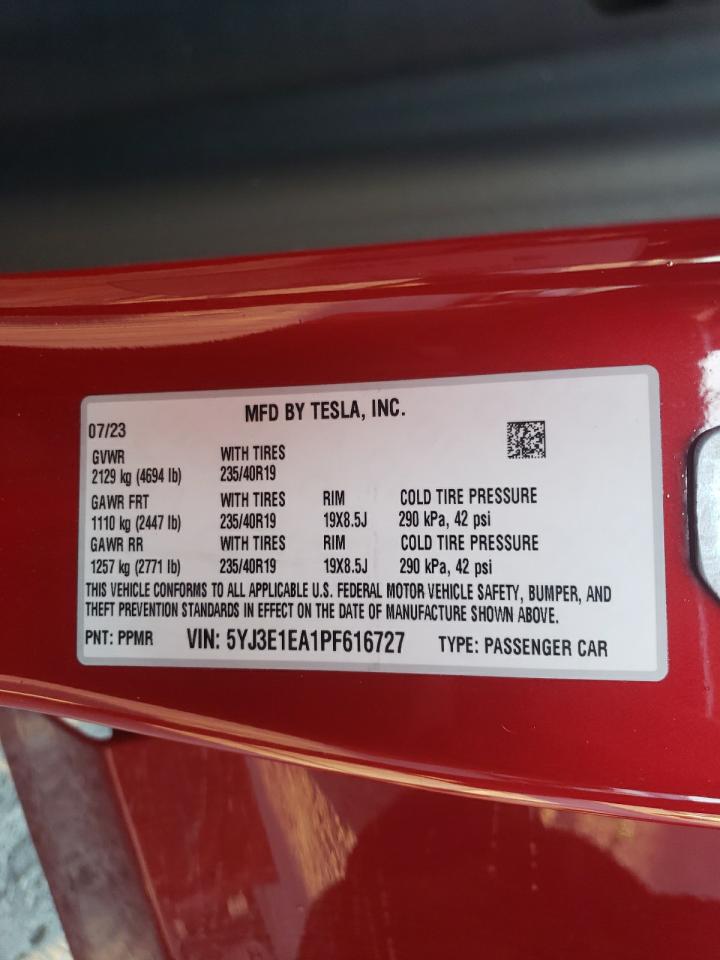 MFD BY TESLA, INC.
07/23
GVWR WITH TIRES
2129 kg (4694 lb) 235/40R19
GAWR FRT WITH TIRES RIM COLD TIRE PRESSURE
1110 kg (2447 lb) 235/40R19 19X8.5J 290 kPa, 42 psi
GAWR RR WITH TIRES RIM COLD TIRE PRESSURE
1257 kg (2771 lb) 235/40R19 19X8.5J 290 kPa, 42 psi
THIS VEHICLE CONFORMS TO ALL APPLICABLE U.S. FEDERAL MOTOR VEHICLE SAFETY, BUMPER, AND
THEFT PREVENTION STANDARDS IN EFFECT ON THE DATE OF MANUFACTURE SHOWN ABOVE.
PNT: PPMR VIN: 5YJ3E1EA1PF616727 TYPE: PASSENGER CAR